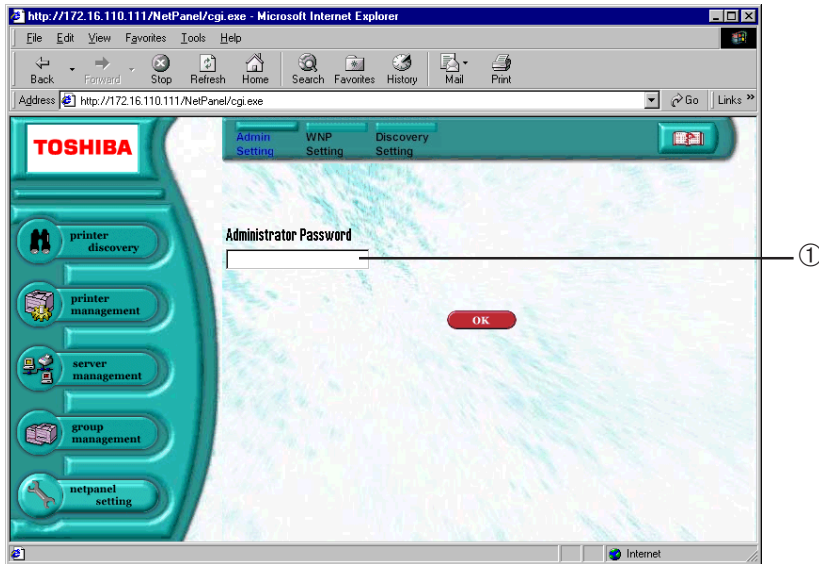 http://172.16.110.111/NetPanel/cgi.exe - Microsoft Internet Explorer
File Edit View Favorites Tools Help
Back Forward Stop Refresh Home Search Favorites History Mail Print
Address http://172.16.110.111/NetPanel/cgi.exe Go Links »
TOSHIBA
Admin Setting
WNP Setting
Discovery Setting
printer
discovery
printer
management
server
management
group
management
netpanel
setting
Administrator Password
①
OK
Internet